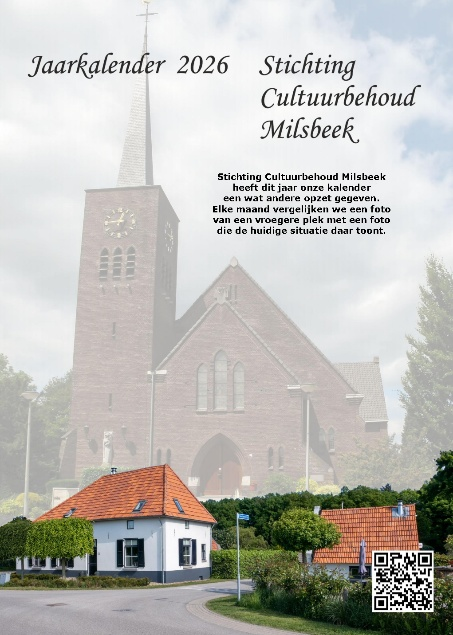 Jaarkalender 2026
Stichting
Cultuurbehoud
Milsbeek
Stichting Cultuurbehoud Milsbeek
heeft dit jaar onze kalender
een wat andere opzet gegeven.
Elke maand vergelijken we een foto
van een vroegere plek met een foto
die de huidige situatie daar toont.